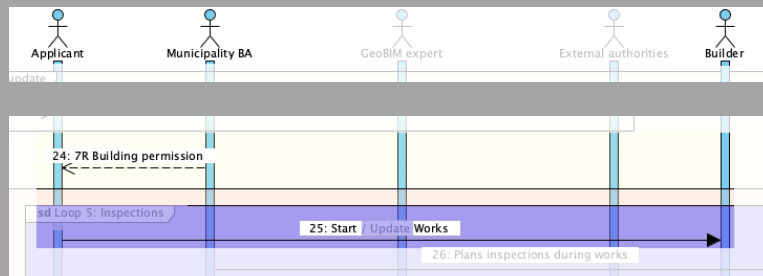 Applicant
Municipality BA
GeoBIM expert
External authorities
Builder
update
24: 7R Building permission
sd Loop 5: Inspections
25: Start / Update Works
26: Plans inspections during works